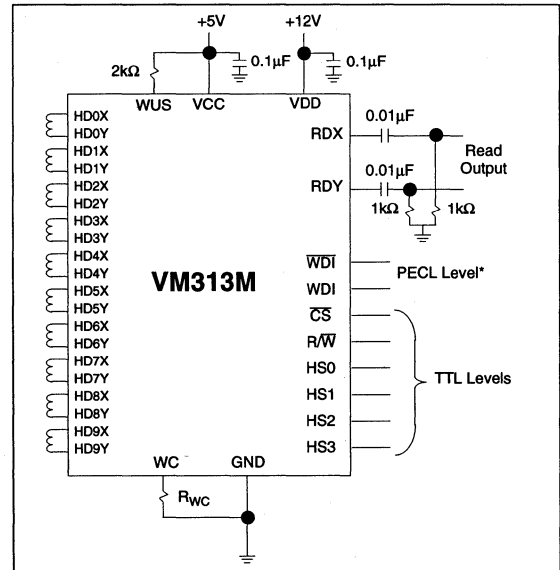 +5V
+12V
2kΩ
0.1µF
0.1µF
WUS
VCC
VDD
HD0X
HD0Y
HD1X
HD1Y
HD2X
HD2Y
HD3X
HD3Y
HD4X
HD4Y
HD5X
HD5Y
HD6X
HD6Y
HD7X
HD7Y
HD8X
HD8Y
HD9X
HD9Y
VM313M
RDX
0.01µF
Read
Output
RDY
0.01µF
1kΩ
1kΩ
WDI
WDI
PECL Level*
CS
R/W
HS0
HS1
HS2
HS3
TTL Levels
WC
GND
RWC